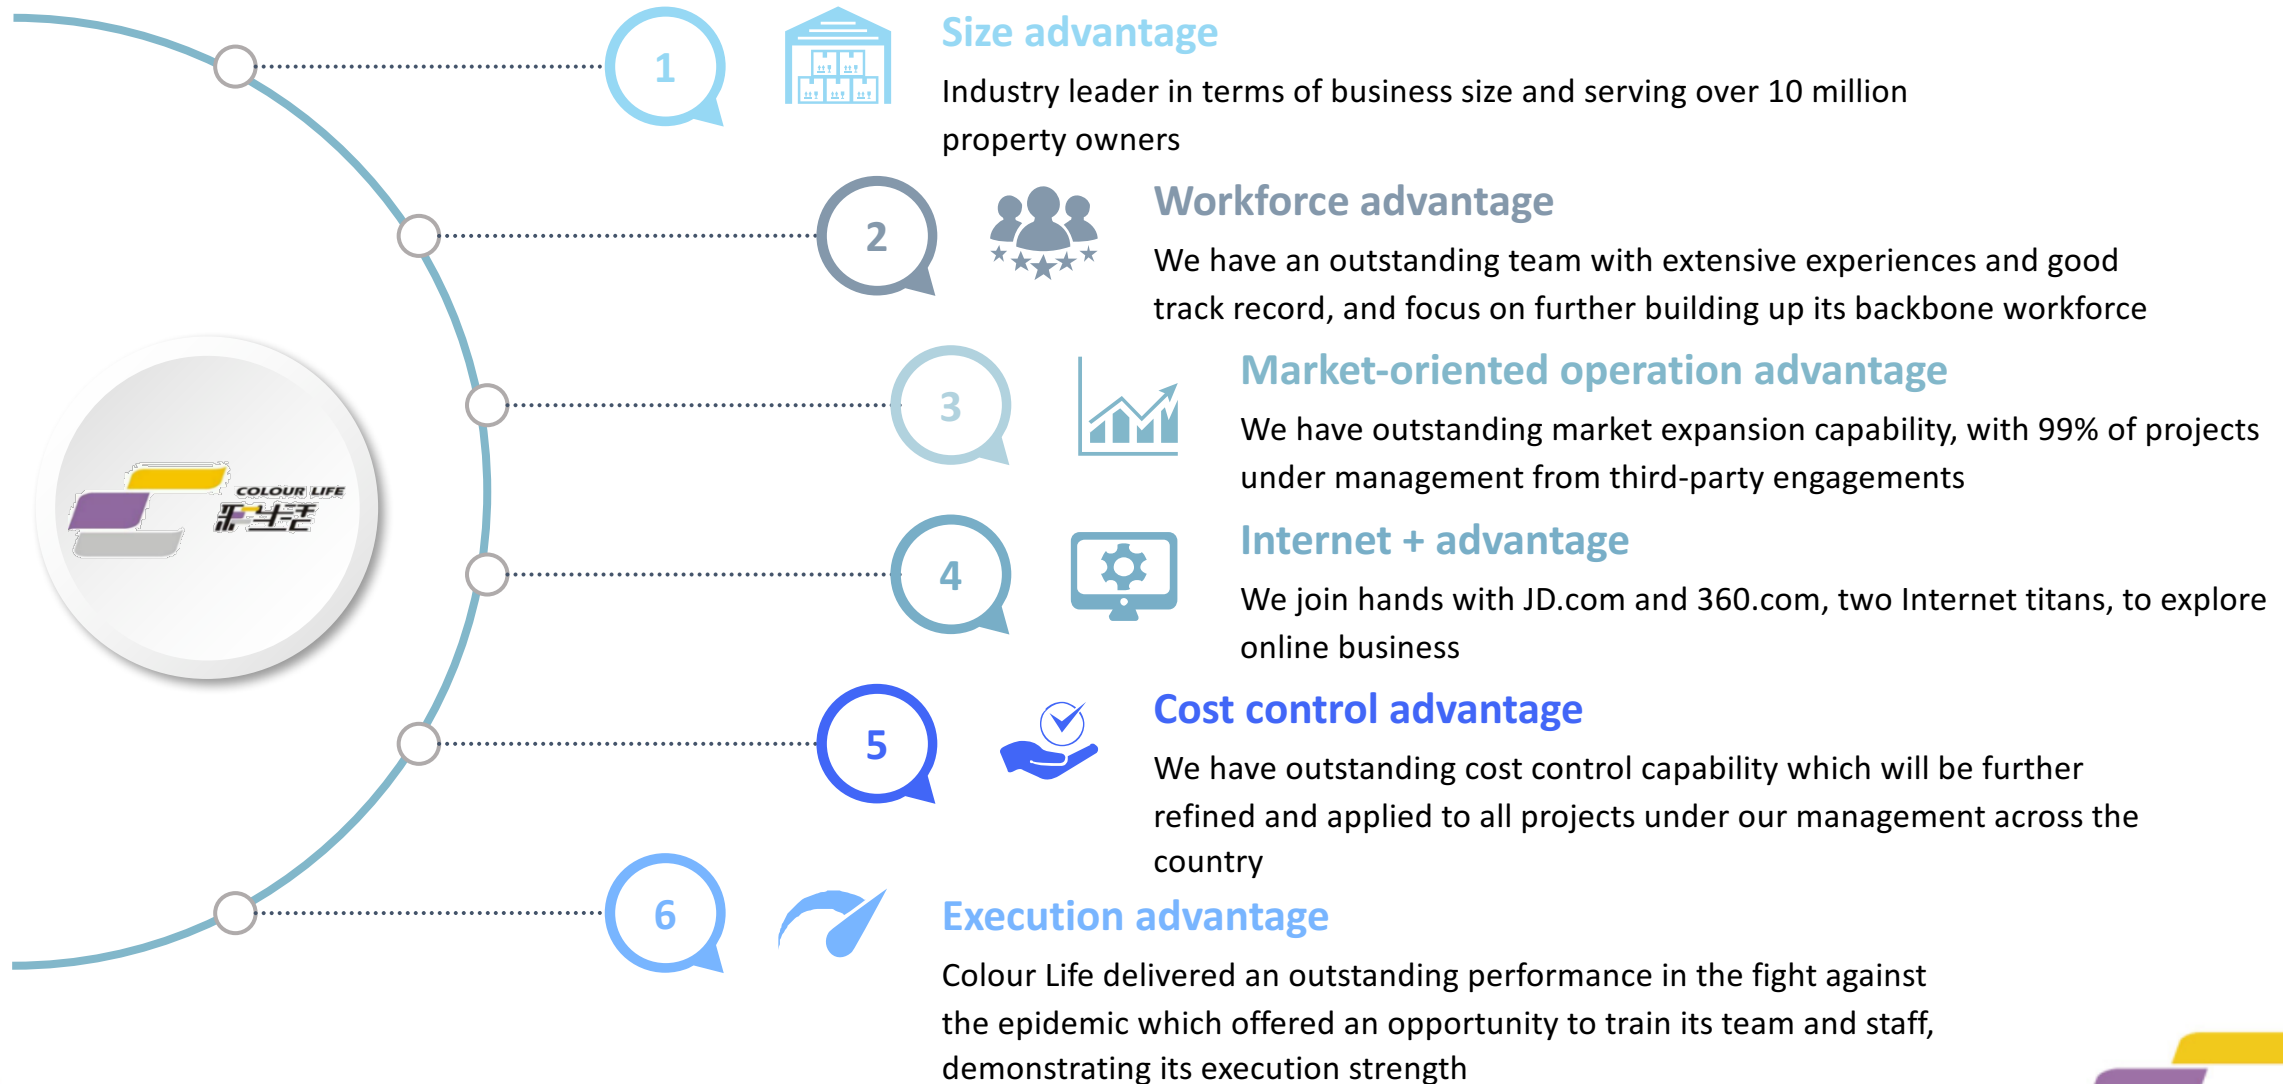 1
Size advantage
Industry leader in terms of business size and serving over 10 million
property owners
2
Workforce advantage
We have an outstanding team with extensive experiences and good
track record, and focus on further building up its backbone workforce
3
Market-oriented operation advantage
We have outstanding market expansion capability, with 99% of projects
under management from third-party engagements
COLOUR LIFE
彩生活
4
Internet + advantage
We join hands with JD.com and 360.com, two Internet titans, to explore
online business
5
Cost control advantage
We have outstanding cost control capability which will be further
refined and applied to all projects under our management across the
country
6
Execution advantage
Colour Life delivered an outstanding performance in the fight against
the epidemic which offered an opportunity to train its team and staff,
demonstrating its execution strength